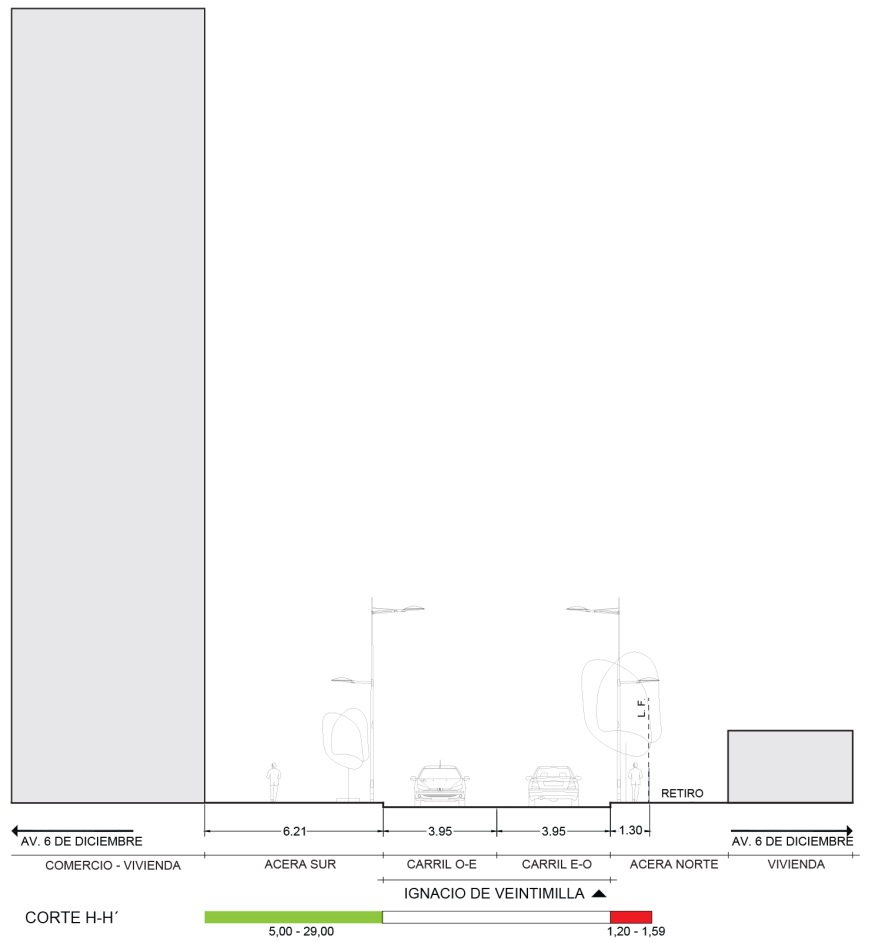 L. F.
RETIRO
6.21 3.95 3.95 1.30
AV. 6 DE DICIEMBRE AV. 6 DE DICIEMBRE
COMERCIO - VIVIENDA ACERA SUR CARRIL O-E CARRIL E-O ACERA NORTE VIVIENDA
IGNACIO DE VEINTIMILLA
CORTE H-H´
5,00 - 29,00 1,20 - 1,59